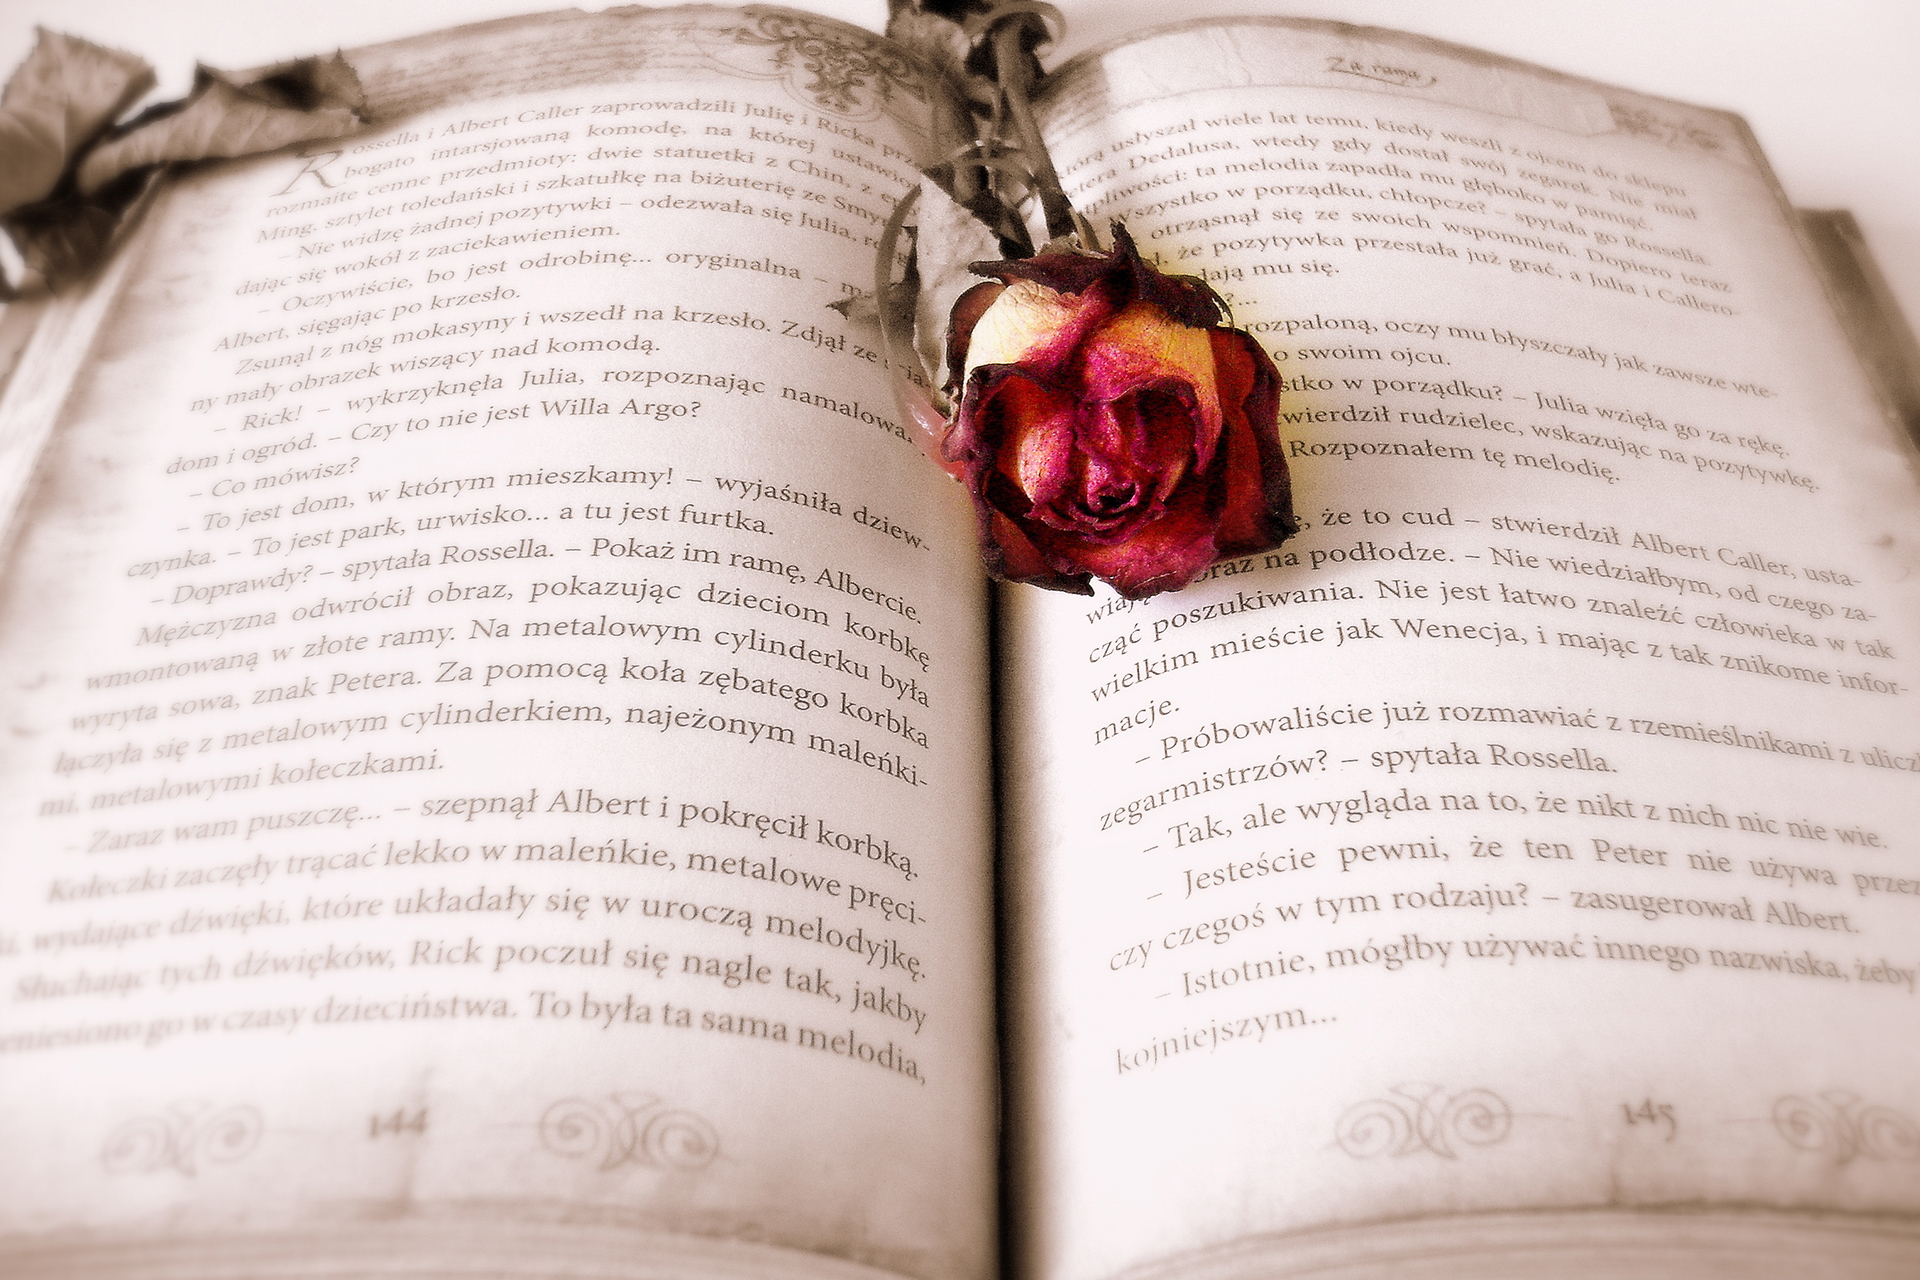 Rossella i Albert Caller zaprowadzili Julię i Ricka
bogato intarsjowaną komodę, na której
rozmaite cenne przedmioty: dwie statuetki z Chin, z
Ming, sztylet toledański i szkatułkę na biżuterię ze
– Nie widzę żadnej pozytywki – odezwała się Julia,
dając się wokół z zaciekawieniem.
– Oczywiście, bo jest odrobinę... oryginalna –
Albert, sięgając po krzesło.
Zsunął z nóg mokasyny i wszedł na krzesło. Zdjął ze
ny mały obrazek wiszący nad komodą.
– Rick! – wykrzyknęła Julia, rozpoznając namalowa
dom i ogród. – Czy to nie jest Willa Argo?
– Co mówisz?
– To jest dom, w którym mieszkamy! – wyjaśniła dziew-
czynka. – To jest park, urwisko... a tu jest furtka.
– Doprawdy? – spytała Rossella. – Pokaż im ramę, Albercie.
Mężczyzna odwrócił obraz, pokazując dzieciom korbkę
wmontowaną w złote ramy. Na metalowym cylinderku była
wyryta sowa, znak Petera. Za pomocą koła zębatego korbka
łączyła się z metalowym cylinderkiem, najeżonym maleńki-
mi, metalowymi kołeczkami.
– Zaraz wam puszczę... – szepnął Albert i pokręcił korbką.
Kołeczki zaczęły trącać lekko w maleńkie, metalowe pręci-
wydające dźwięki, które układały się w uroczą melodyjkę.
Słuchając tych dźwięków, Rick poczuł się nagle tak, jakby
go w czasy dzieciństwa. To była ta sama melodia,
144
Za ramą
usłyszał wiele lat temu, kiedy weszli z ojcem do sklepu
Dedalusa, wtedy gdy dostał swój zegarek. Nie miał
ta melodia zapadła mu głęboko w pamięć.
Wszystko w porządku, chłopcze? – spytała go Rossella.
otrząsnął się ze swoich wspomnień. Dopiero teraz
że pozytywka przestała już grać, a Julia i Callero-
dają mu się.
?...
rozpaloną, oczy mu błyszczały jak zawsze wte-
o swoim ojcu.
stko w porządku? – Julia wzięła go za rękę.
twierdził rudzielec, wskazując na pozytywkę.
Rozpoznałem tę melodię.
że to cud – stwierdził Albert Caller, usta-
obraz na podłodze. – Nie wiedziałbym, od czego za-
cząć poszukiwania. Nie jest łatwo znaleźć człowieka w tak
wielkim mieście jak Wenecja, i mając z tak znikome infor-
macje.
– Próbowaliście już rozmawiać z rzemieślnikami z
zegarmistrzów? – spytała Rossella.
– Tak, ale wygląda na to, że nikt z nich nic nie wie.
– Jesteście pewni, że ten Peter nie używa
czy czegoś w tym rodzaju? – zasugerował Albert.
– Istotnie, mógłby używać innego nazwiska, żeby
kojniejszym...
145